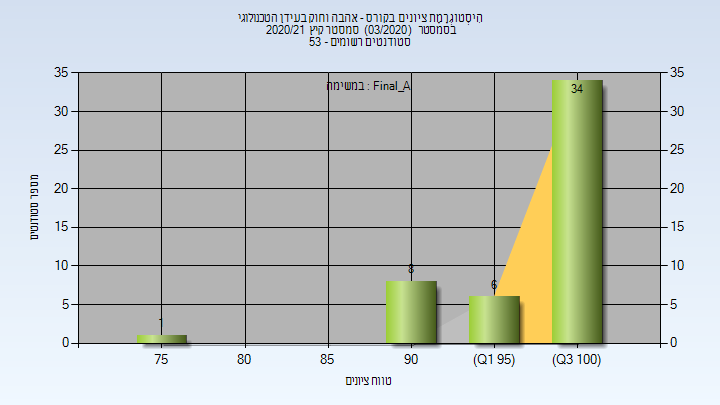 היסטוגרמת ציונים בקורס - אהבה וחוק בעידן הטכנולוגי
בסמסטר (03/2020) סמסטר קיץ 2020/21
סטודנטים רשומים - 53
במשימה : Final_A
35 35
34
30 30
25 25
20 20
15 15
10 10
8
6
5 5
1
0 0
75 80 85 90 (Q1 95) (Q3 100)
מספר סטודנטים
טווח ציונים